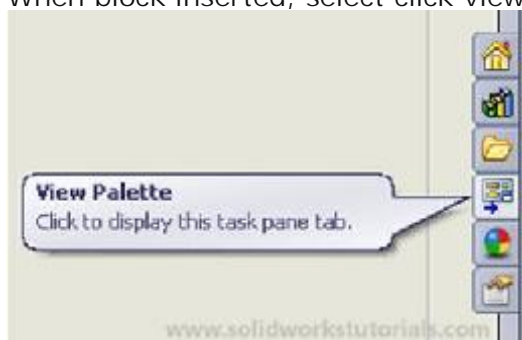 When block inserted, select click view
View Palette
Click to display this task pane tab.
www.solidworkstutorials.com